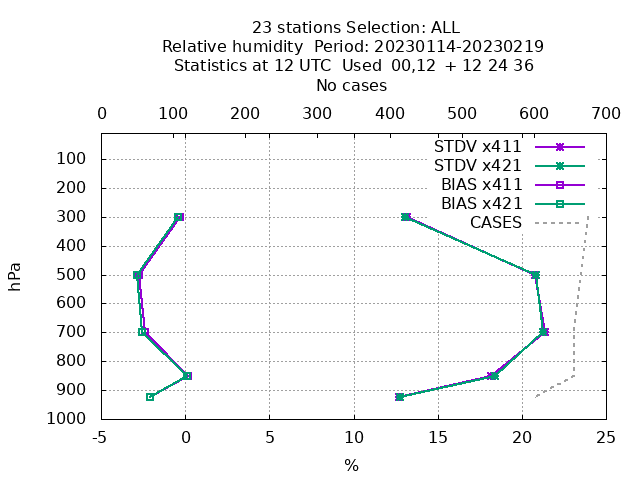 23 stations Selection: ALL
Relative humidity  Period: 20230114-20230219
Statistics at 12 UTC  Used  00,12  + 12 24 36
No cases
0 100 200 300 400 500 600 700
STDV x411
STDV x421
BIAS x411
BIAS x421
CASES
hPa
100
200
300
400
500
600
700
800
900
1000
-5 0 5 10 15 20 25
%